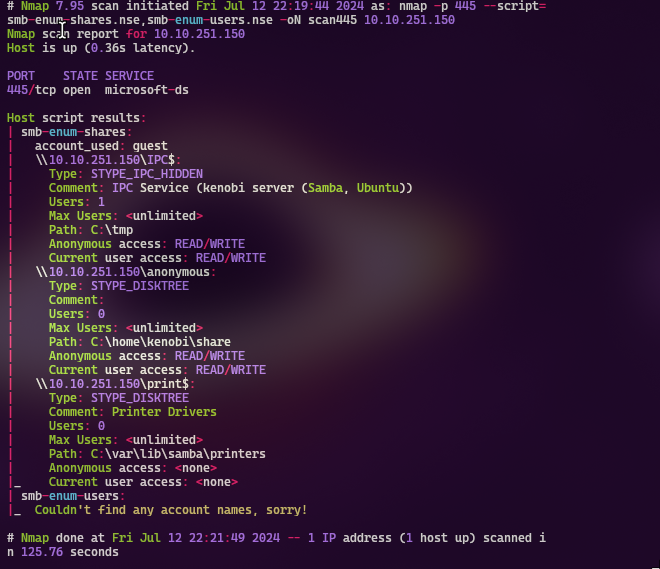 # Nmap 7.95 scan initiated Fri Jul 12 22:19:44 2024 as: nmap -p 445 --script=
smb-enum-shares.nse,smb-enum-users.nse -oN scan445 10.10.251.150
Nmap scan report for 10.10.251.150
Host is up (0.36s latency).
PORT    STATE SERVICE
445/tcp open  microsoft-ds
Host script results:
| smb-enum-shares:
|   account_used: guest
|   \\10.10.251.150\IPC$:
|     Type: STYPE_IPC_HIDDEN
|     Comment: IPC Service (kenobi server (Samba, Ubuntu))
|     Users: 1
|     Max Users: <unlimited>
|     Path: C:\tmp
|     Anonymous access: READ/WRITE
|     Current user access: READ/WRITE
|   \\10.10.251.150\anonymous:
|     Type: STYPE_DISKTREE
|     Comment:
|     Users: 0
|     Max Users: <unlimited>
|     Path: C:\home\kenobi\share
|     Anonymous access: READ/WRITE
|     Current user access: READ/WRITE
|   \\10.10.251.150\print$:
|     Type: STYPE_DISKTREE
|     Comment: Printer Drivers
|     Users: 0
|     Max Users: <unlimited>
|     Path: C:\var\lib\samba\printers
|     Anonymous access: <none>
|_    Current user access: <none>
| smb-enum-users:
|_  Couldn't find any account names, sorry!
# Nmap done at Fri Jul 12 22:21:49 2024 -- 1 IP address (1 host up) scanned i
n 125.76 seconds